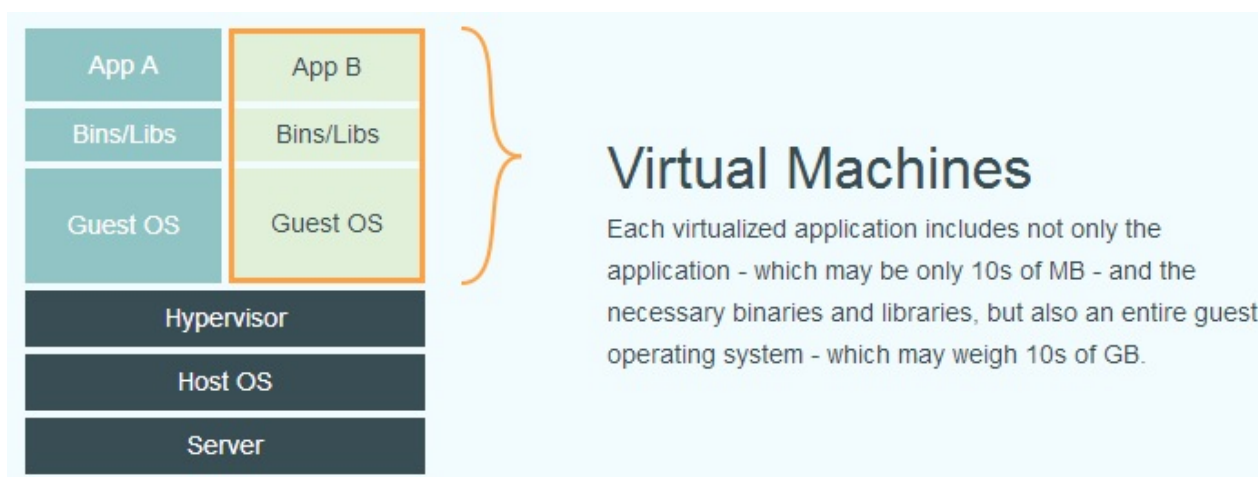 App A
App B
Bins/Libs
Bins/Libs
Guest OS
Guest OS
Hypervisor
Host OS
Server
Virtual Machines
Each virtualized application includes not only the
application - which may be only 10s of MB - and the
necessary binaries and libraries, but also an entire guest
operating system - which may weigh 10s of GB.